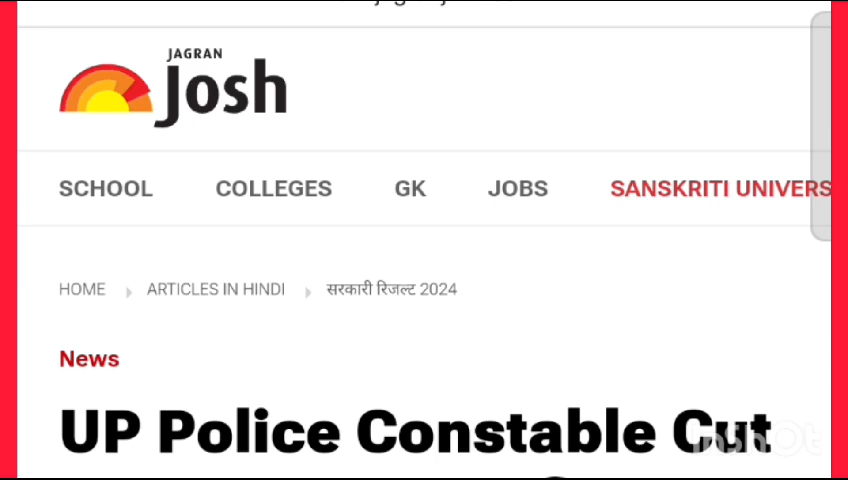 JAGRAN
Josh
SCHOOL COLLEGES GK JOBS SANSKRITI UNIVERS
HOME ARTICLES IN HINDI सरकारी रिजल्ट 2024
News
UP Police Constable Cut
InShOt